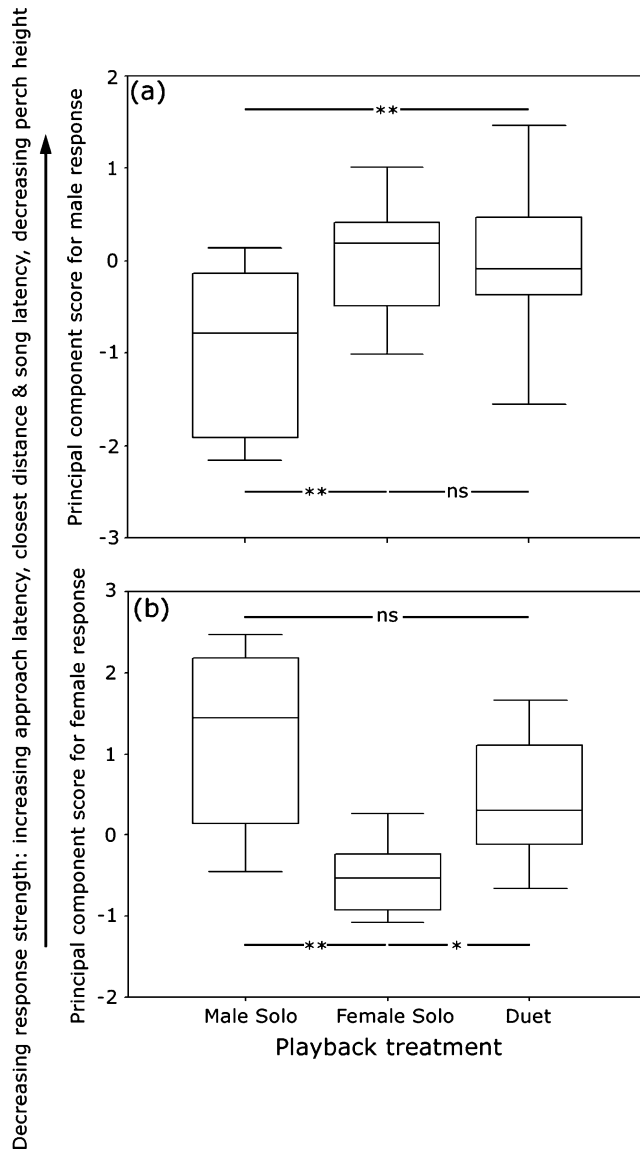 Decreasing response strength: increasing approach latency, closest distance & song latency, decreasing perch height
Principal component score for male response
(a)
2
1
0
-1
-2
-3
**
**
ns
Principal component score for female response
(b)
3
2
1
0
-1
-2
ns
**
*
Male Solo Female Solo Duet
Playback treatment